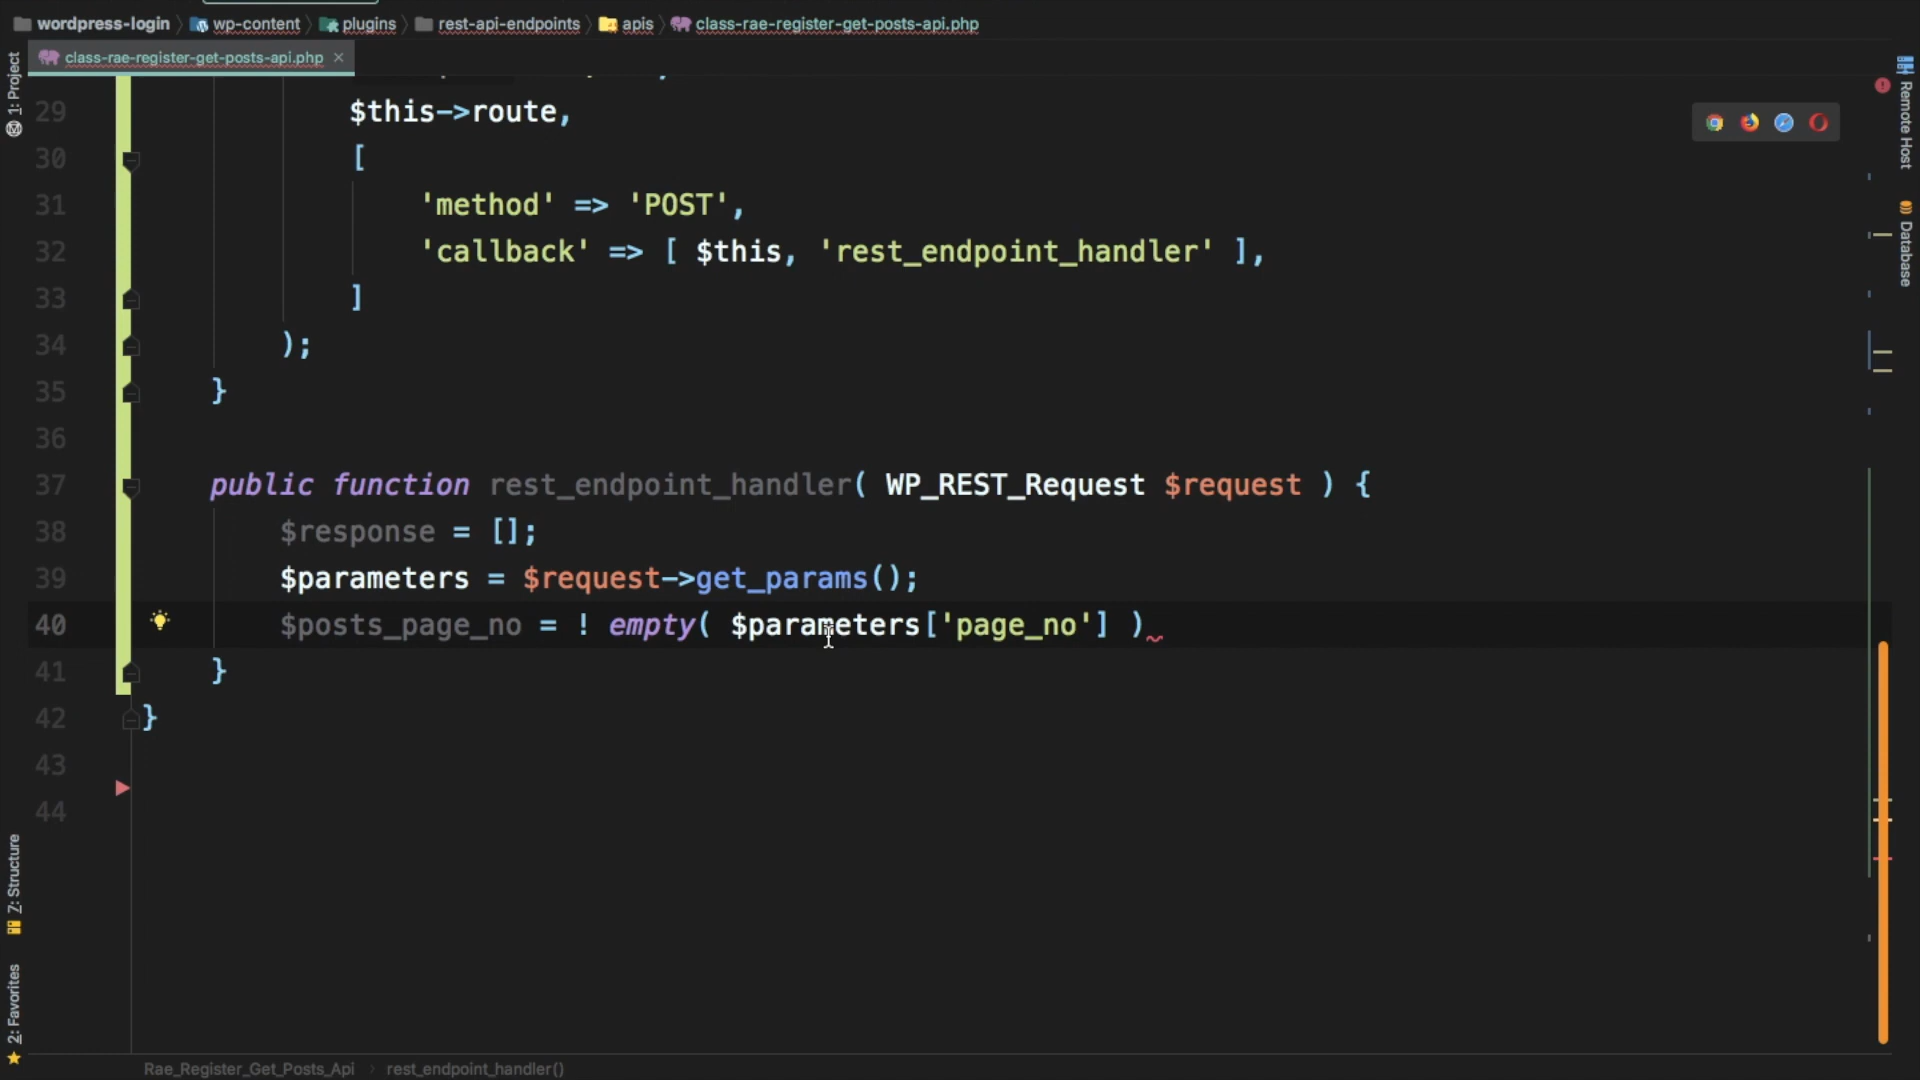 wordpress-login wp-content plugins rest-api-endpoints apis class-rae-register-get-posts-api.php
class-rae-register-get-posts-api.php
1: Project
Remote Host
Database
29 $this->route,
30 [
31 'method' => 'POST',
32 'callback' => [ $this, 'rest_endpoint_handler' ],
33 ]
34 );
35 }
36
37 public function rest_endpoint_handler( WP_REST_Request $request ) {
38 $response = [];
39 $parameters = $request->get_params();
40 $posts_page_no = ! empty( $parameters['page_no'] )
41 }
42 }
43
44
Z: Structure
2: Favorites
Rae_Register_Get_Posts_Api rest_endpoint_handler()